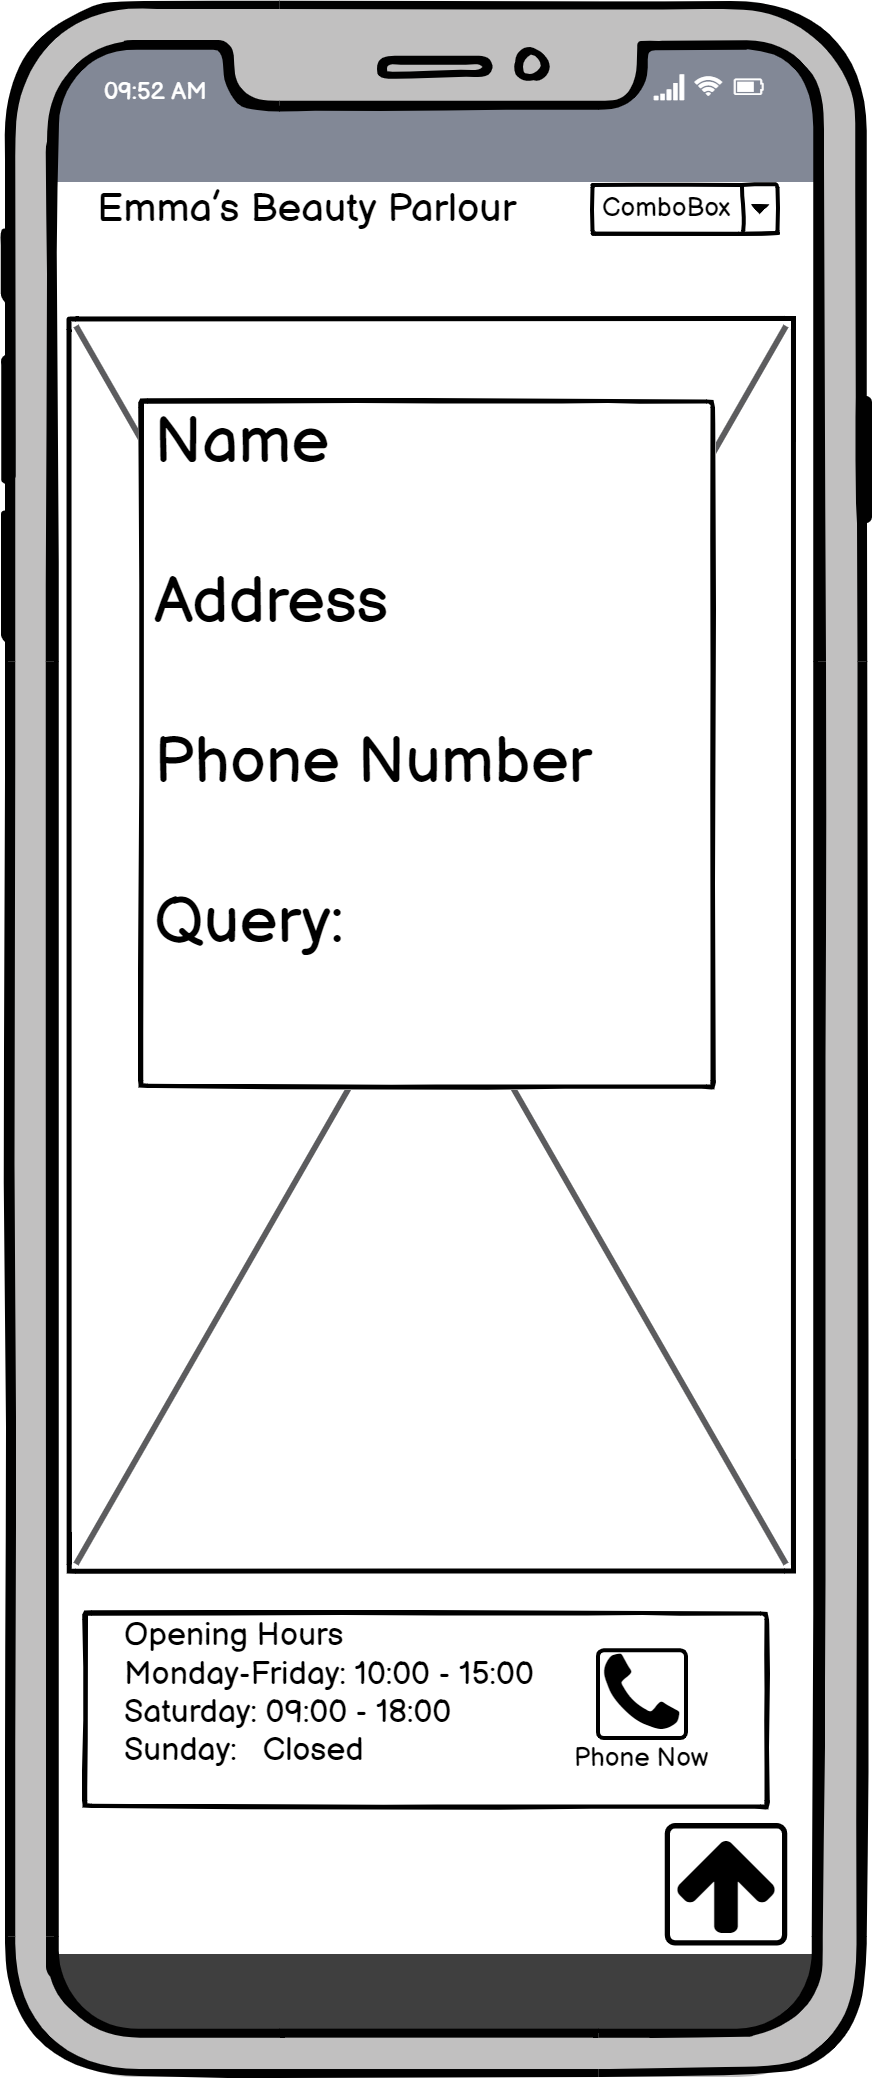 09:52 AM
Emma's Beauty Parlour
ComboBox
Name
Address
Phone Number
Query:
Opening Hours
Monday-Friday: 10:00 - 15:00
Saturday: 09:00 - 18:00
Sunday: Closed
Phone Now